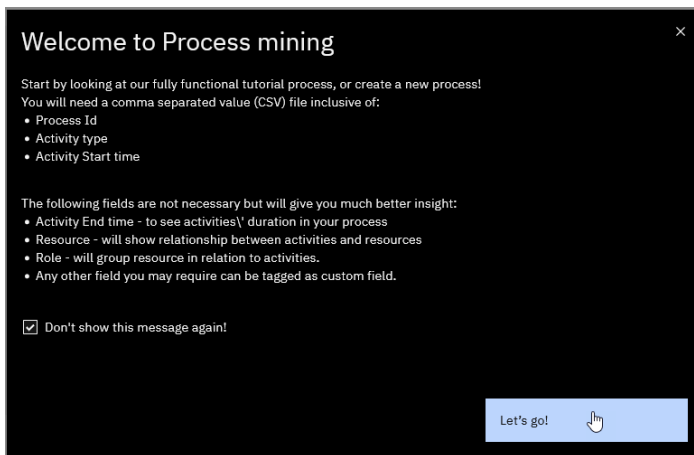 Welcome to Process mining
Start by looking at our fully functional tutorial process, or create a new process!
You will need a comma separated value (CSV) file inclusive of:
• Process Id
• Activity type
• Activity Start time
The following fields are not necessary but will give you much better insight:
• Activity End time - to see activities\' duration in your process
• Resource - will show relationship between activities and resources
• Role - will group resource in relation to activities.
• Any other field you may require can be tagged as custom field.
Don't show this message again!
Let's go!